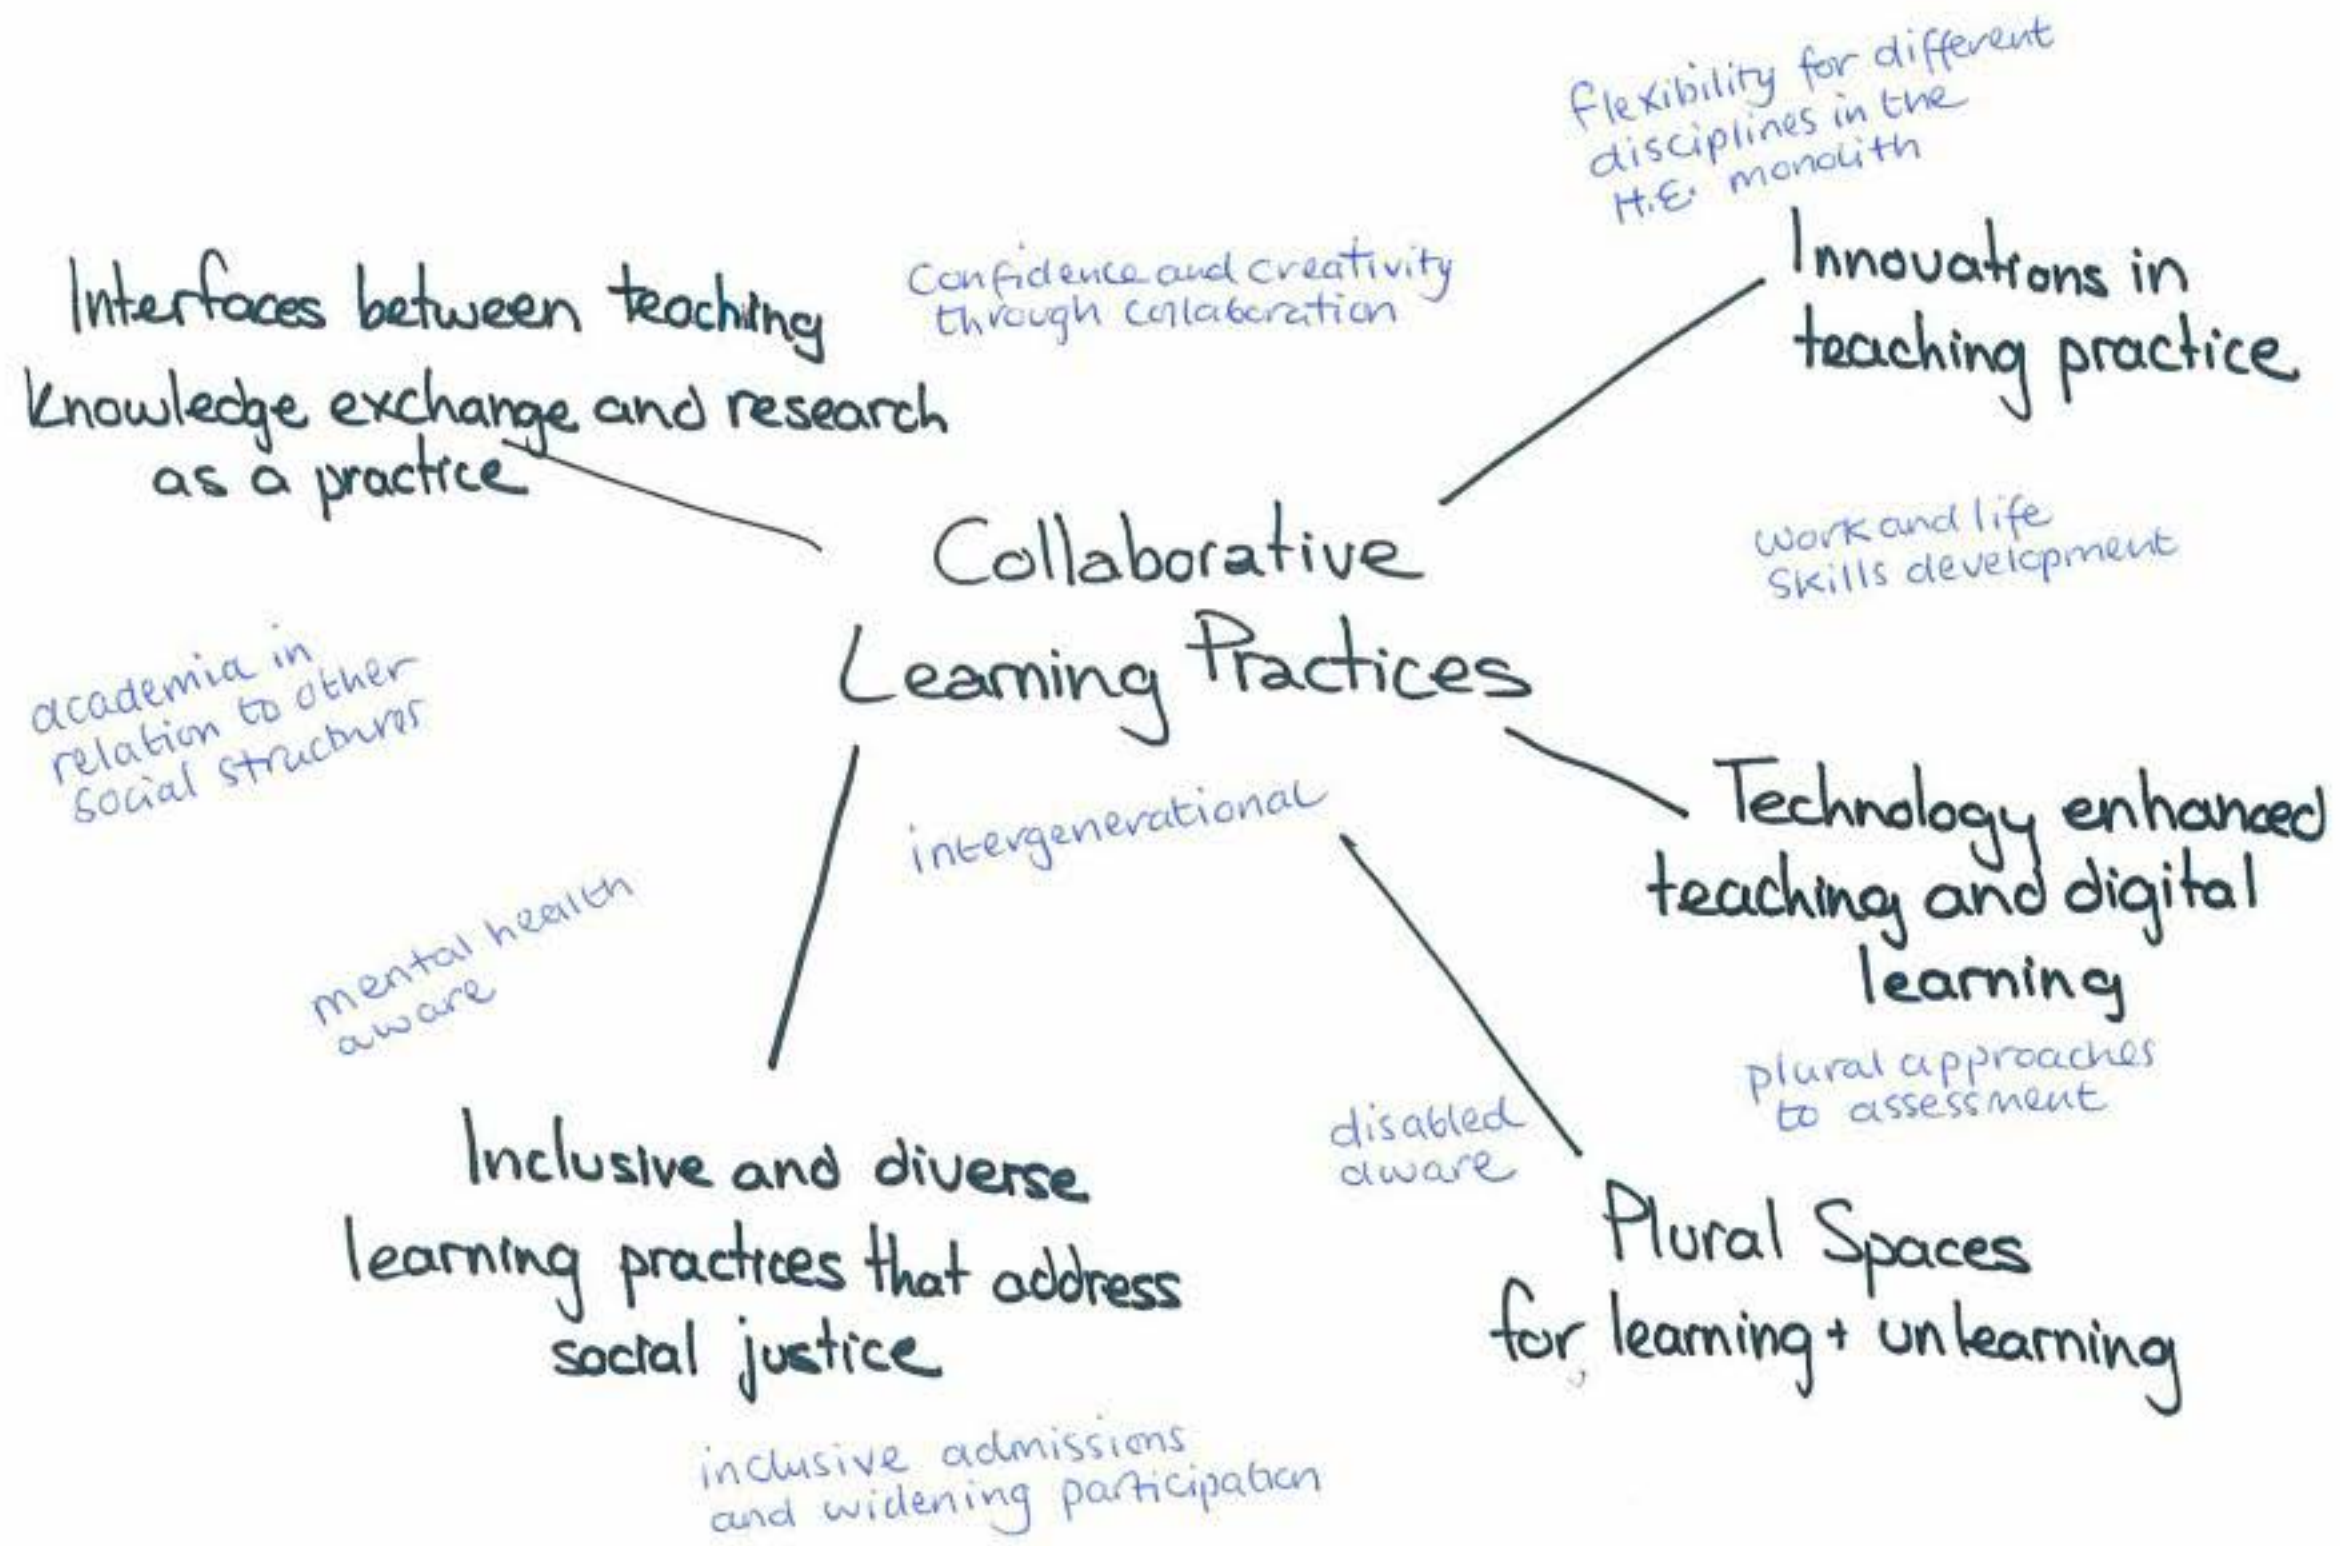 flexibility for different
disciplines in the
H.E. monolith
Interfaces between teaching
knowledge exchange and research
as a practice
Confidence and creativity
through collaboration
Innovations in
teaching practice
Collaborative
Learning Practices
work and life
skills development
academia in
relation to other
social structures
intergenerational
Technology enhanced
teaching and digital
learning
mental health
aware
plural approaches
to assessment
disabled
aware
Inclusive and diverse
learning practices that address
social justice
Plural Spaces
for learning + unlearning
inclusive admissions
and widening participation